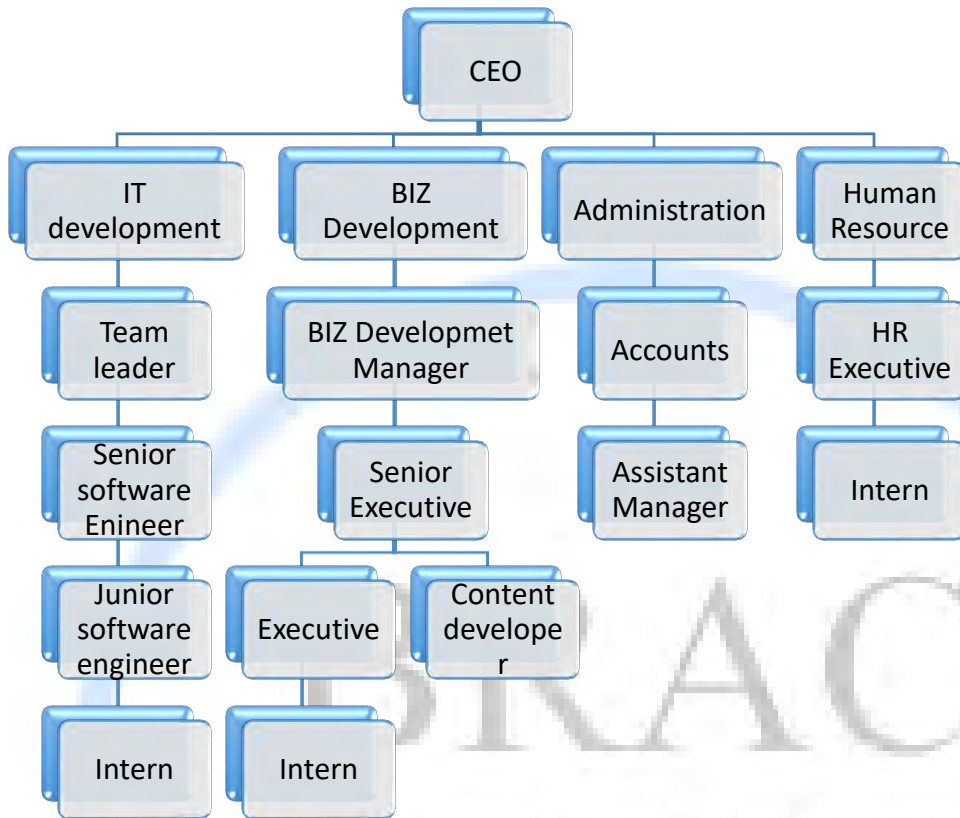 CEO
IT
development
BIZ
Development
Administration
Human
Resource
Team
leader
BIZ Developmet
Manager
Accounts
HR
Executive
Senior
software
Enineer
Senior
Executive
Assistant
Manager
Intern
Junior
software
engineer
Executive
Content
develope
r
Intern
Intern
BRAC